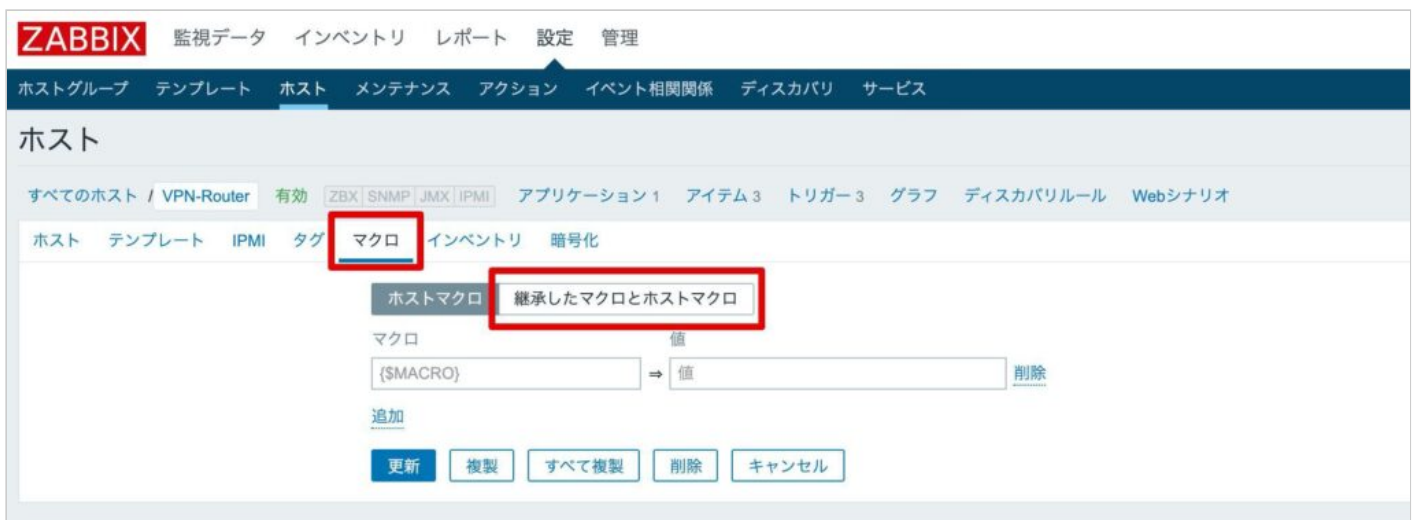 ZABBIX 監視データ インベントリ レポート 設定 管理
ホストグループ テンプレート ホスト メンテナンス アクション イベント相関関係 ディスカバリ サービス
ホスト
すべてのホスト / VPN-Router 有効 ZBX SNMP JMX IPMI アプリケーション 1 アイテム 3 トリガー 3 グラフ ディスカバリルール Webシナリオ
ホスト テンプレート IPMI タグ マクロ インベントリ 暗号化
ホストマクロ 継承したマクロとホストマクロ
マクロ 値
{$MACRO} ⇒ 値 削除
追加
更新 複製 すべて複製 削除 キャンセル